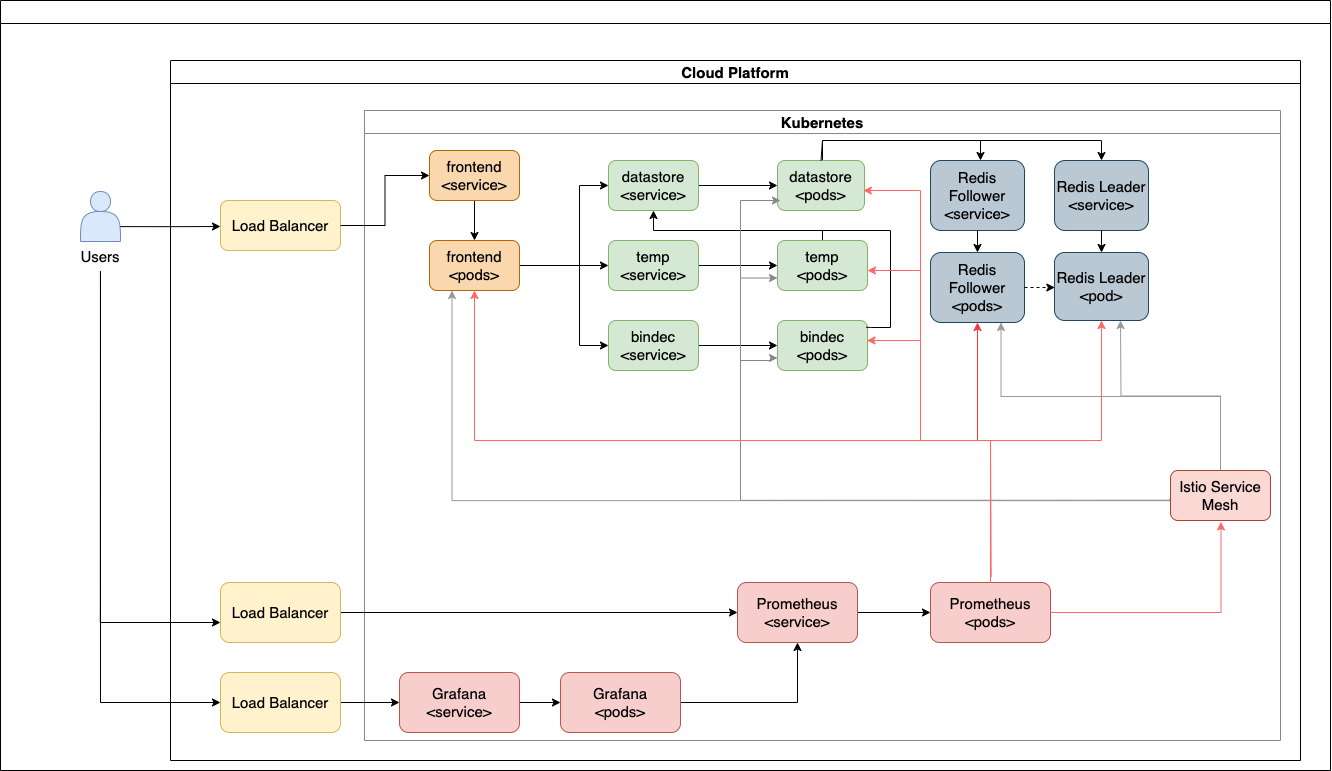 Cloud Platform
Kubernetes
frontend
<service>
datastore
<service>
datastore
<pods>
Redis
Follower
<service>
Redis Leader
<service>
Users
Load Balancer
frontend
<pods>
temp
<service>
temp
<pods>
Redis
Follower
<pods>
Redis Leader
<pod>
bindec
<service>
bindec
<pods>
Istio Service
Mesh
Load Balancer
Prometheus
<service>
Prometheus
<pods>
Load Balancer
Grafana
<service>
Grafana
<pods>